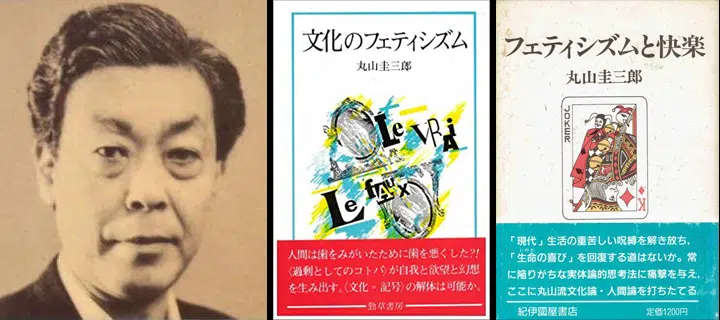 文化のフェティシズム
丸山圭三郎
Le VRAi
Le fAUX
人間は歯をみがいたために歯を悪くした?!
〈過剰としてのコトバ〉が自我と欲望と幻想
を生み出す。〈文化=記号〉の解体は可能か。
勁草書房
フェティシズムと快楽
丸山圭三郎
JOKER
K
「現代」生活の重苦しい呪縛を解き放ち、
「生命の喜び」を回復する道はないか。常
に陥りがちな実体論的思考法に痛撃を与え、
ここに丸山流文化論・人間論を打ちたてる
紀伊國屋書店
定価1200円